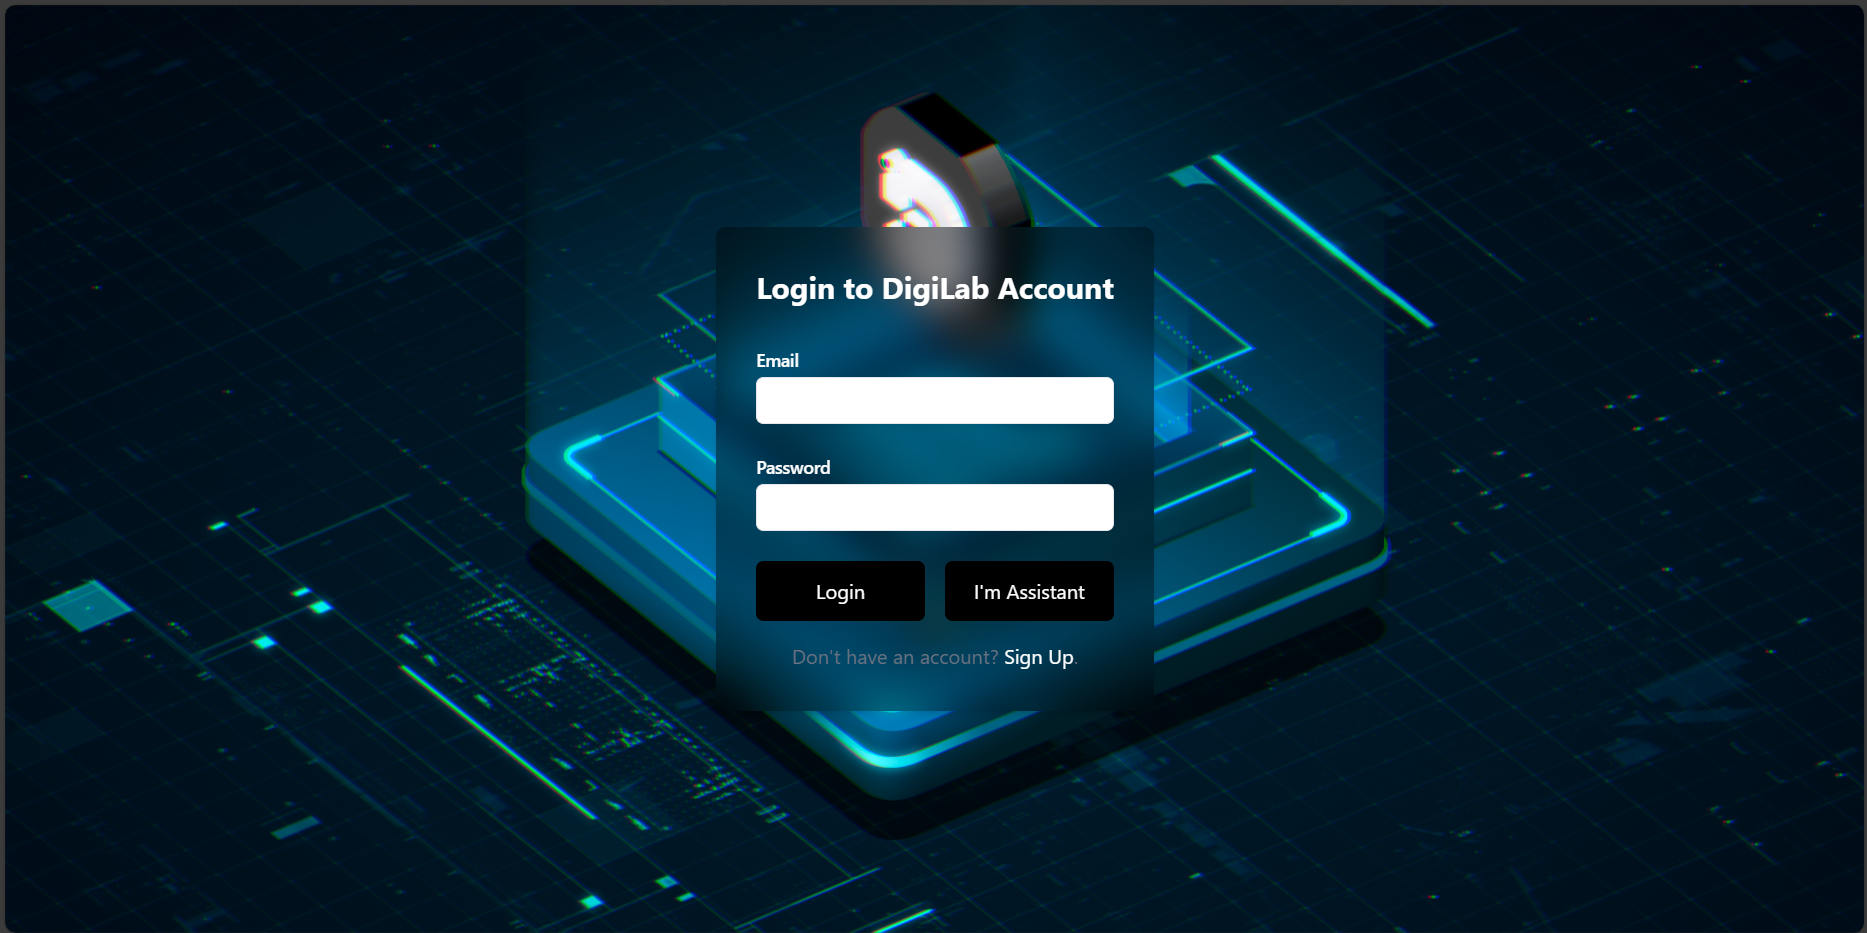 Login to DigiLab Account
Email
Password
Login
I'm Assistant
Don't have an account? Sign Up.